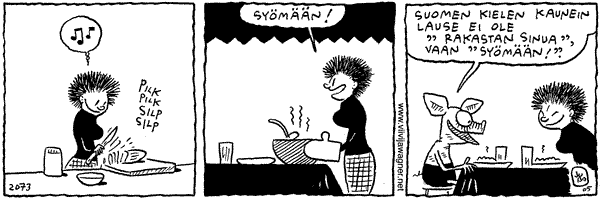 PILK
PILK
SILP
SILP
2073
SYÖMÄÄN!
www.viivijawagner.net
SUOMEN KIELEN KAUNEIN
LAUSE EI OLE
"RAKASTAN SINUA",
VAAN "SYÖMÄÄN!".
05